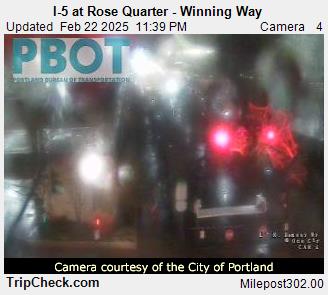 I-5 at Rose Quarter - Winning Way
Updated Feb 22 2025 11:39 PM Camera 4
PBOT
PORTLAND BUREAU OF TRANSPORTATION
Camera courtesy of the City of Portland
TripCheck.com Milepost302.00